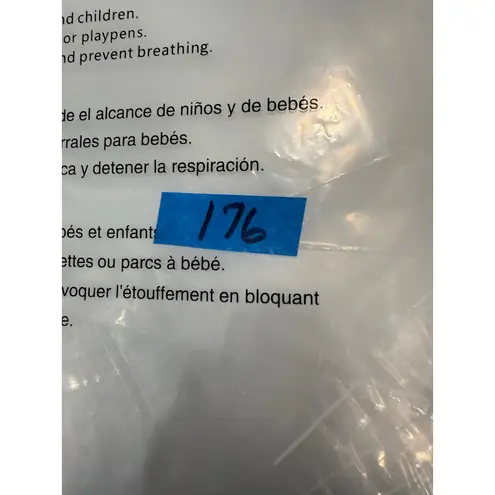 nd children.
or playpens.
nd prevent breathing.
de el alcance de niños y de bebés.
rrales para bebés.
ca y detener la respiración.
176
bés et enfants
ettes ou parcs à bébé.
voquer l'étouffement en bloquant
e.